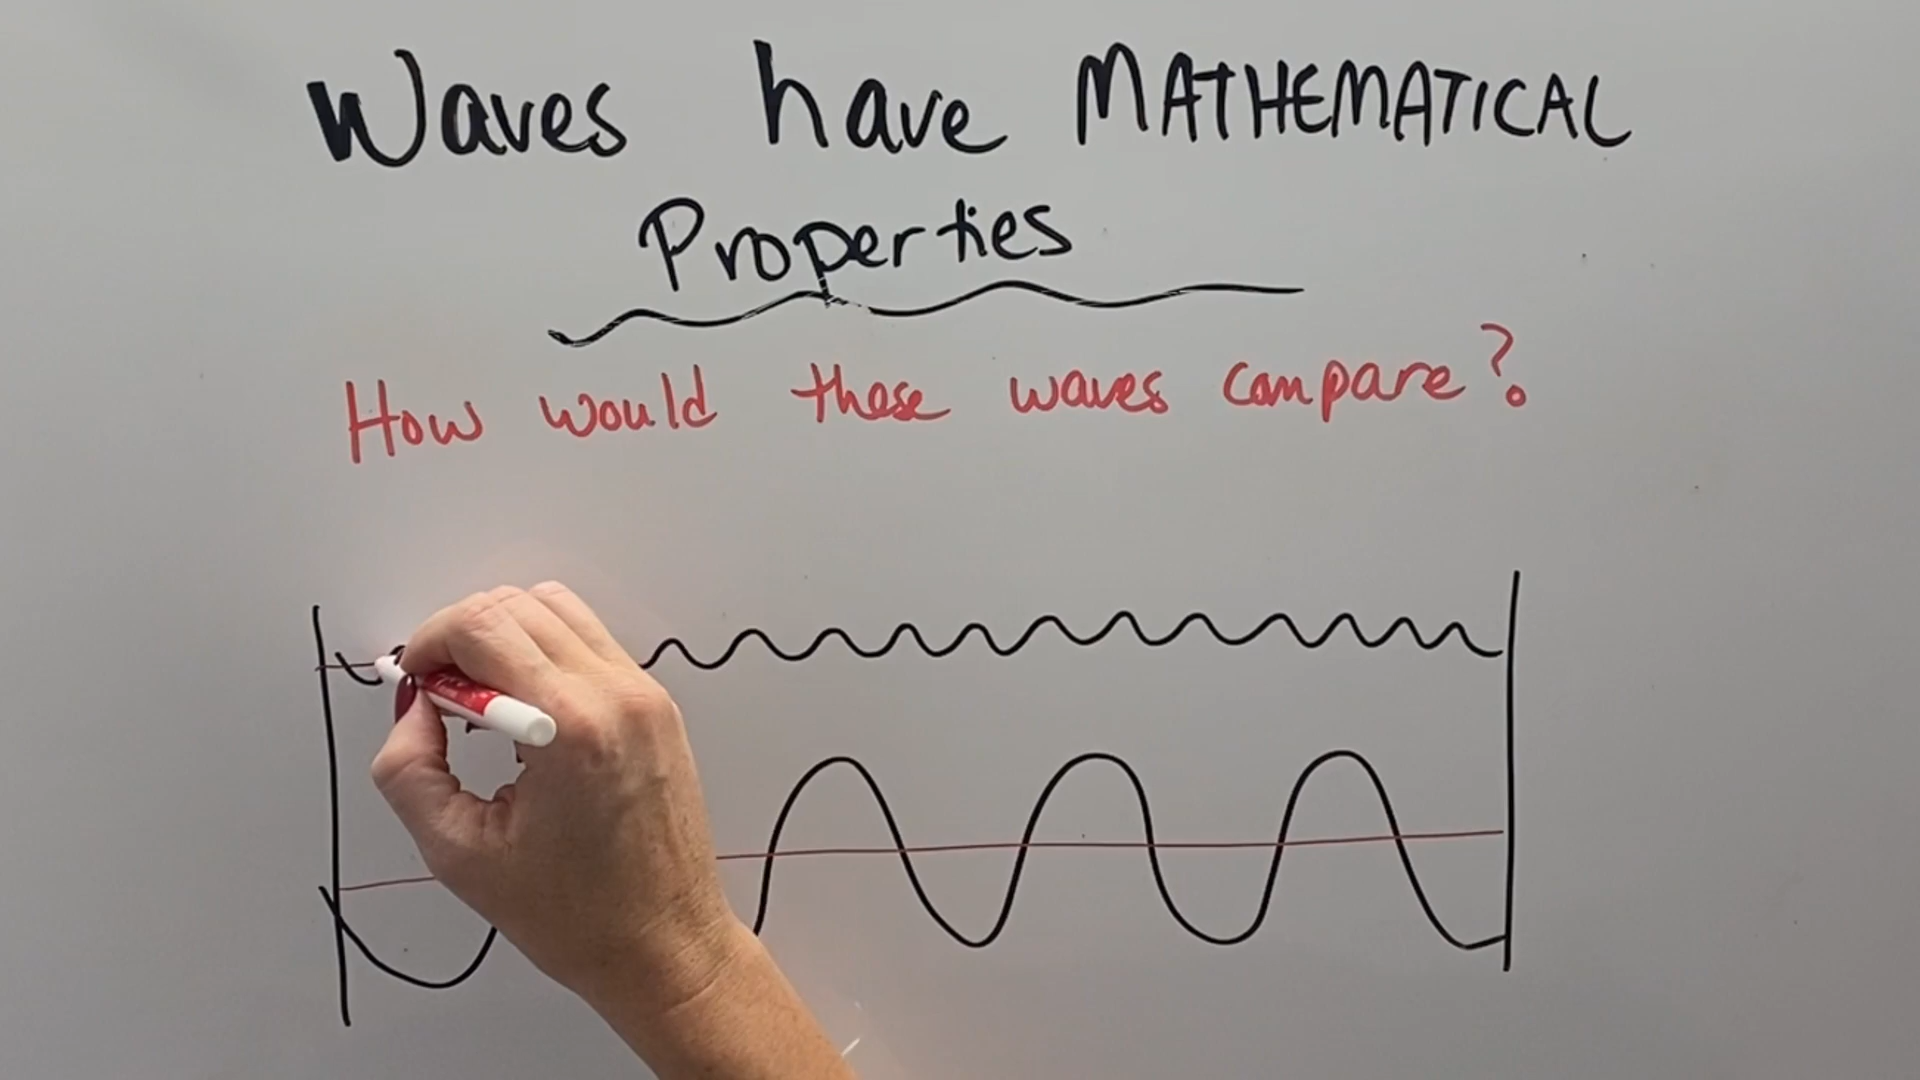 Waves have MATHEMATICAL
Properties
How would these waves compare?